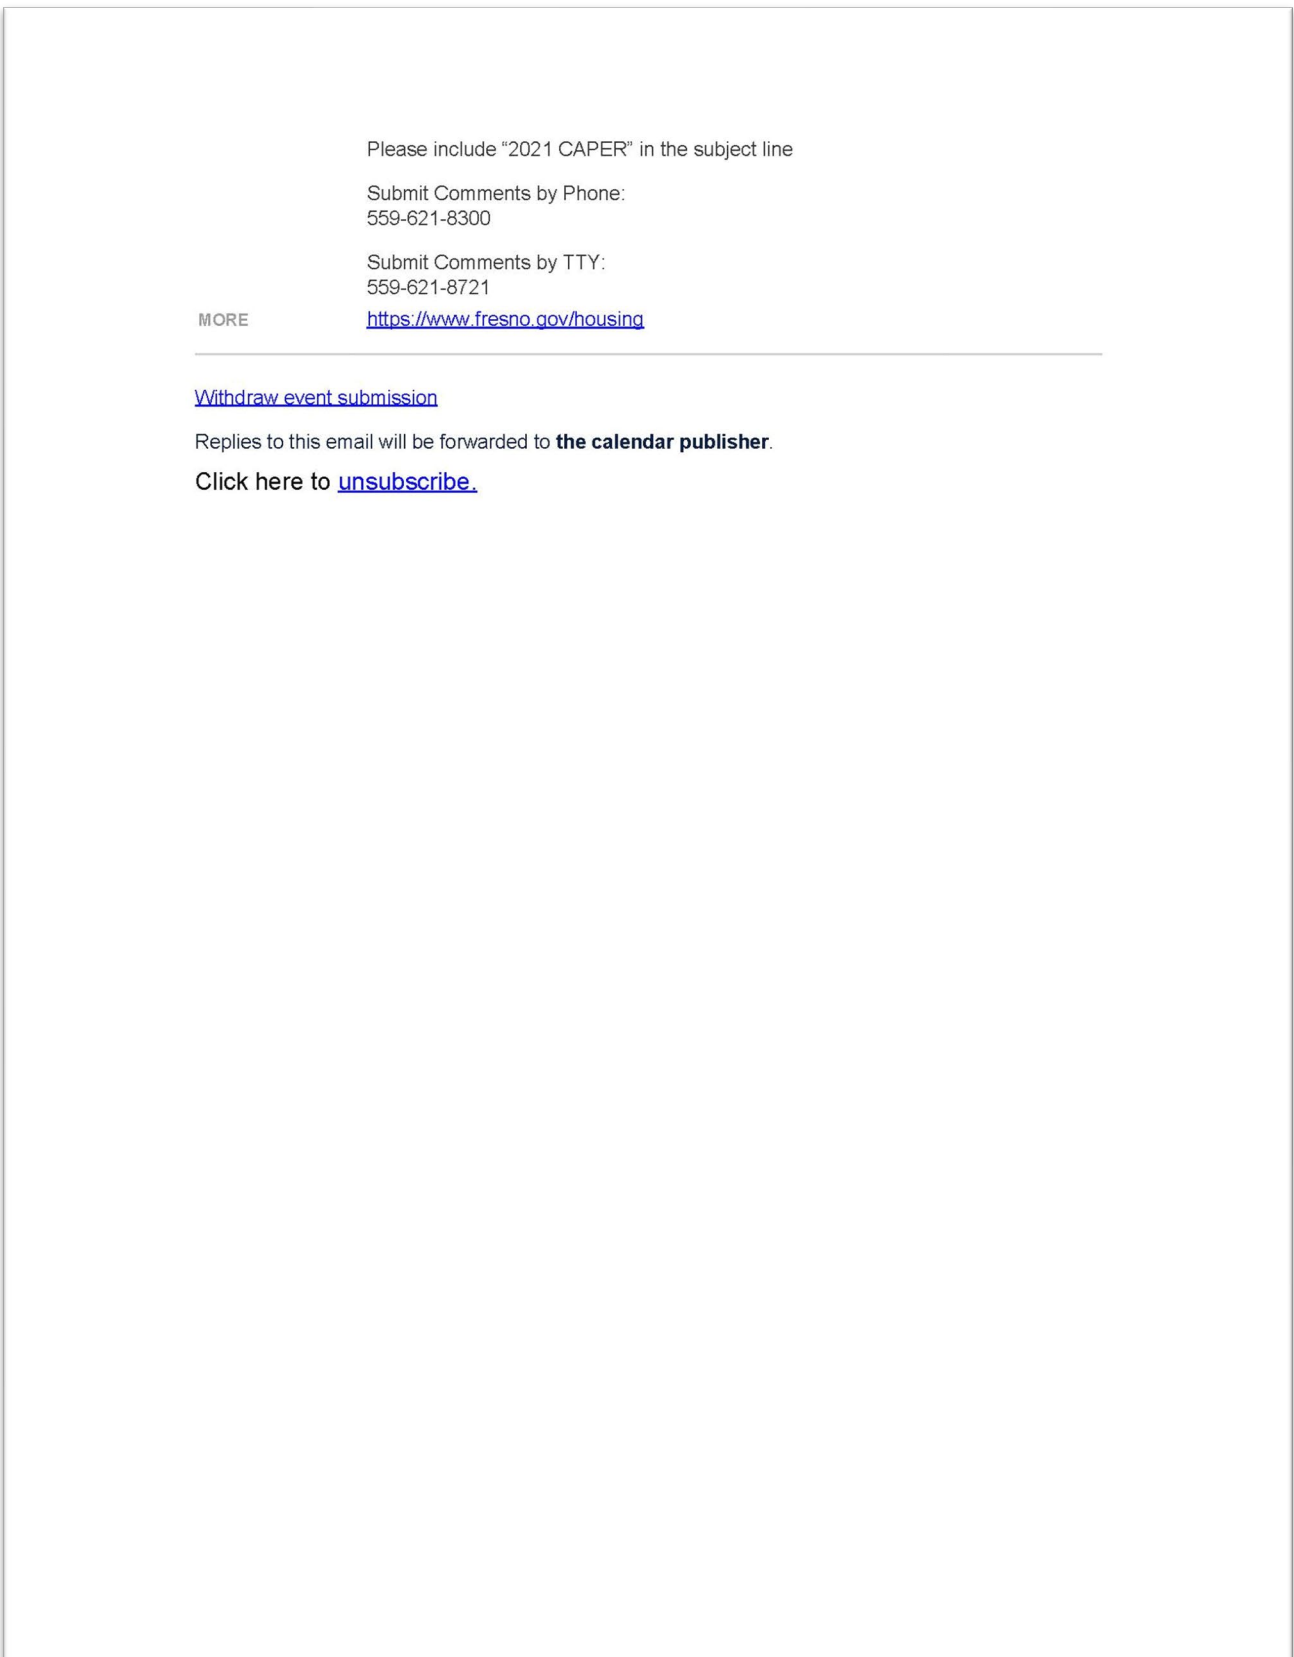 Please include “2021 CAPER” in the subject line
Submit Comments by Phone:
559-621-8300
Submit Comments by TTY:
559-621-8721
MORE https://www.fresno.gov/housing
Withdraw event submission
Replies to this email will be forwarded to the calendar publisher.
Click here to unsubscribe.